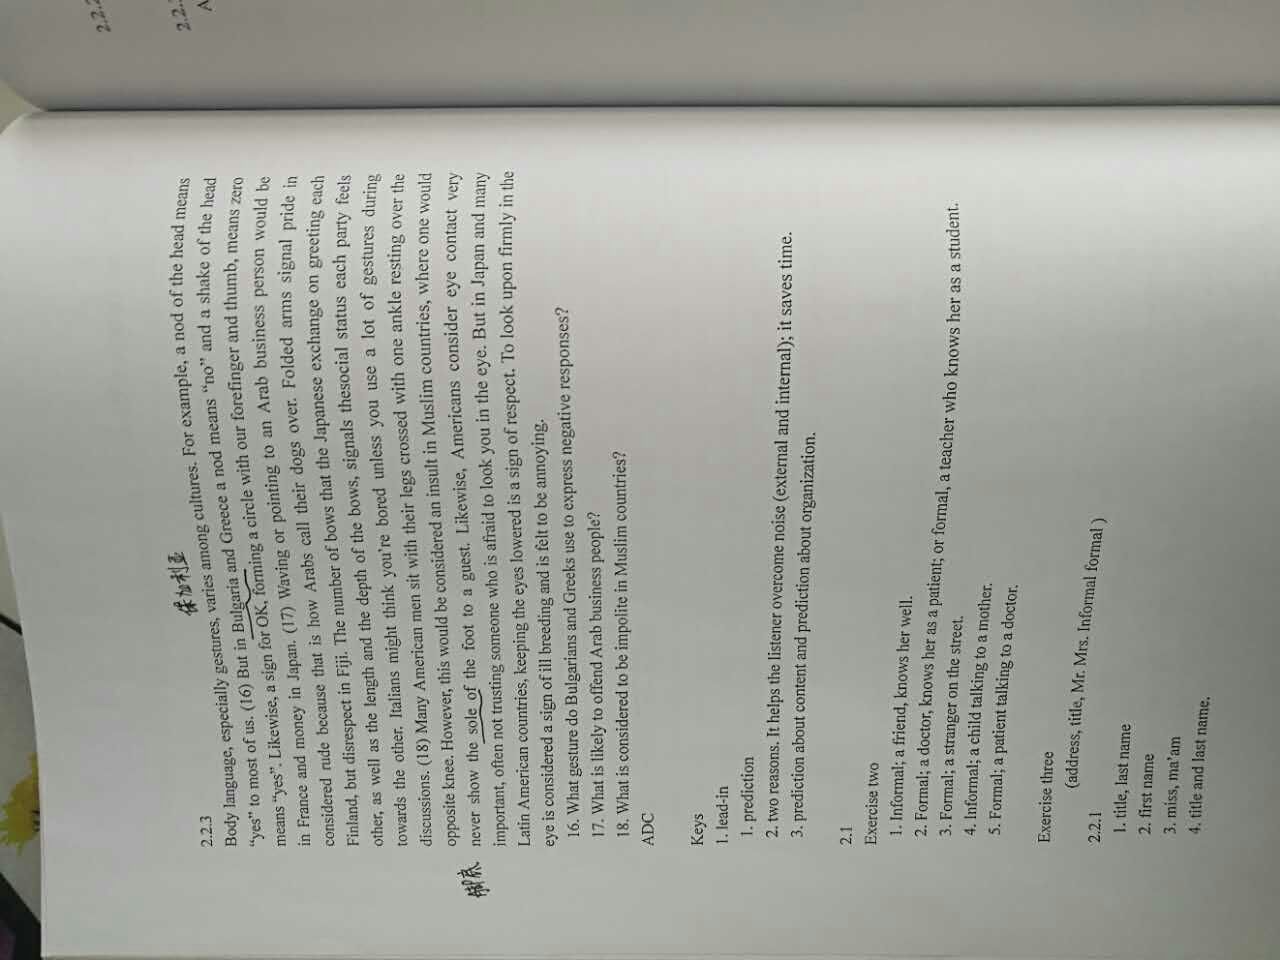 保加利亚
2.2.3
Body language, especially gestures, varies among cultures. For example, a nod of the head means
“yes” to most of us. (16) But in Bulgaria and Greece a nod means “no” and a shake of the head
means “yes”. Likewise, a sign for OK, forming a circle with our forefinger and thumb, means zero
in France and money in Japan. (17) Waving or pointing to an Arab business person would be
considered rude because that is how Arabs call their dogs over. Folded arms signal pride in
Finland, but disrespect in Fiji. The number of bows that the Japanese exchange on greeting each
other, as well as the length and the depth of the bows, signals thesocial status each party feels
towards the other. Italians might think you’re bored unless you use a lot of gestures during
discussions. (18) Many American men sit with their legs crossed with one ankle resting over the
opposite knee. However, this would be considered an insult in Muslim countries, where one would
脚底
never show the sole of the foot to a guest. Likewise, Americans consider eye contact very
important, often not trusting someone who is afraid to look you in the eye. But in Japan and many
Latin American countries, keeping the eyes lowered is a sign of respect. To look upon firmly in the
eye is considered a sign of ill breeding and is felt to be annoying.
16. What gesture do Bulgarians and Greeks use to express negative responses?
17. What is likely to offend Arab business people?
18. What is considered to be impolite in Muslim countries?
ADC
Keys
1. lead-in
1. prediction
2. two reasons. It helps the listener overcome noise (external and internal); it saves time.
3. prediction about content and prediction about organization.
2.1
Exercise two
1. Informal; a friend, knows her well.
2. Formal; a doctor, knows her as a patient; or formal, a teacher who knows her as a student.
3. Formal; a stranger on the street.
4. Informal; a child talking to a mother.
5. Formal; a patient talking to a doctor.
Exercise three
(address, title, Mr. Mrs. Informal formal )
2.2.1
1. title, last name
2. first name
3. miss, ma’am
4. title and last name.
A